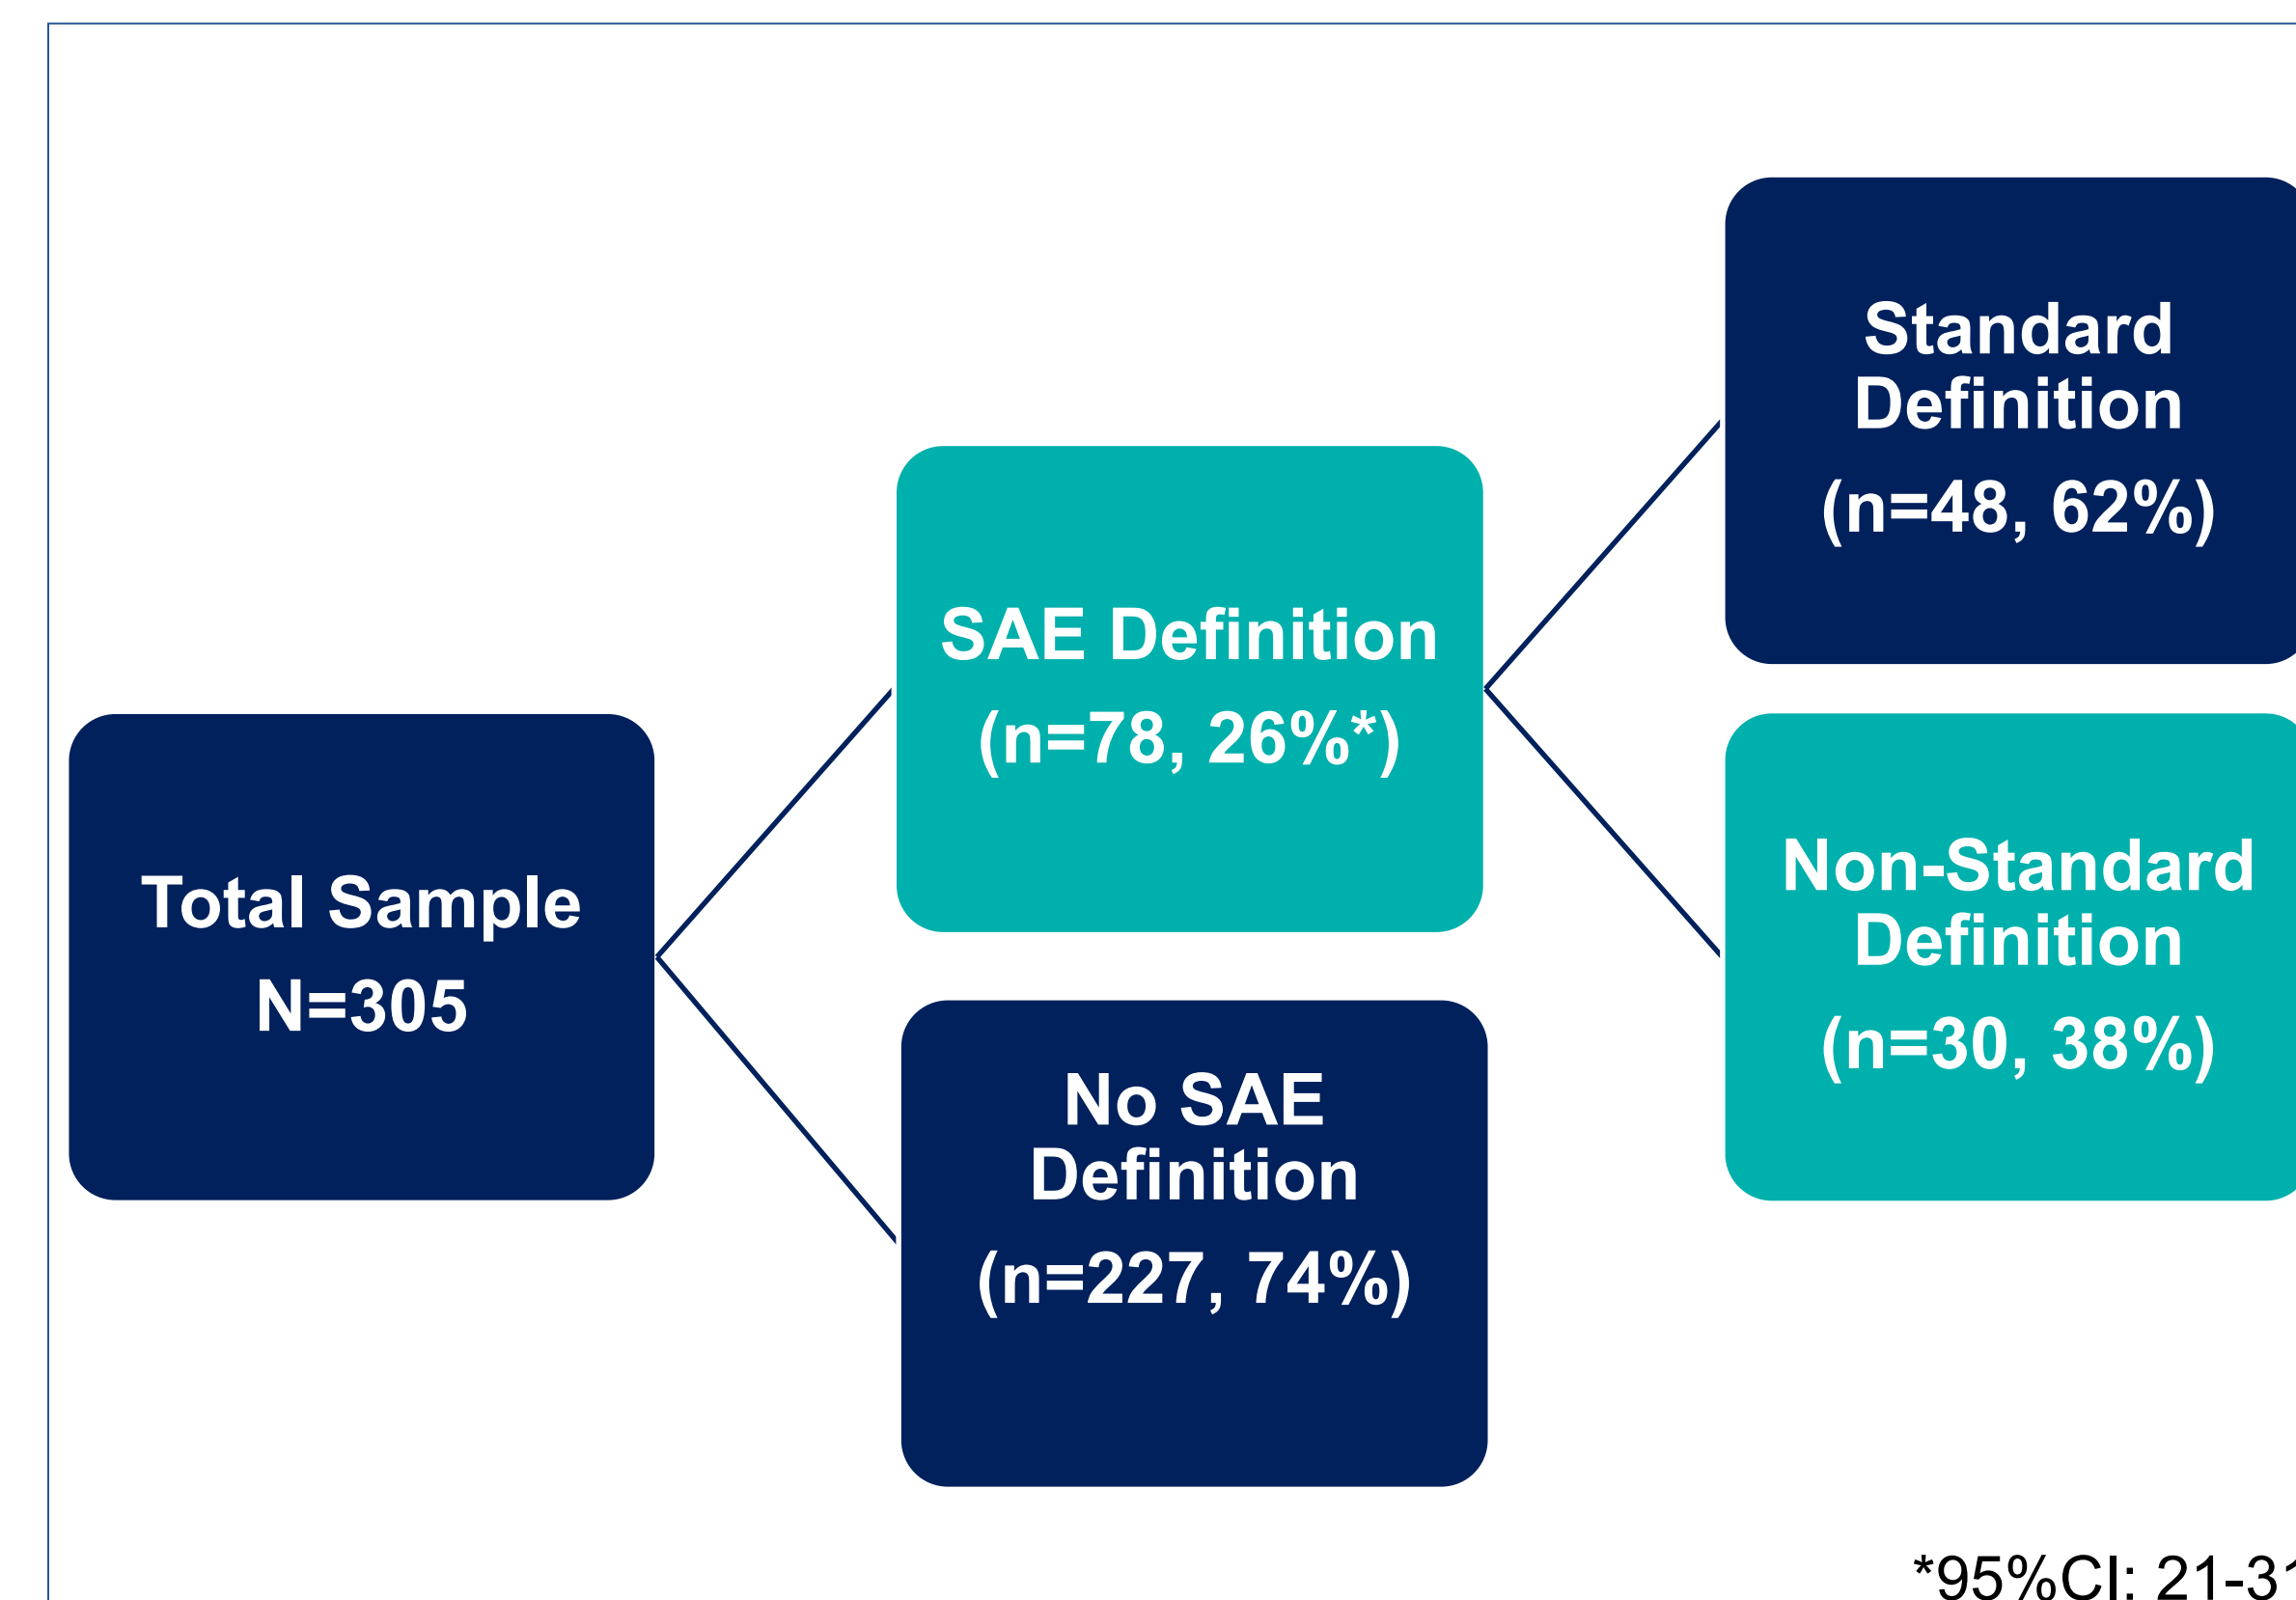 Total Sample
N=305
SAE Definition
(n=78, 26%*)
No SAE
Definition
(n=227, 74%)
Standard
Definition
(n=48, 62%)
Non-Standard
Definition
(n=30, 38%)
*95%CI: 21-31